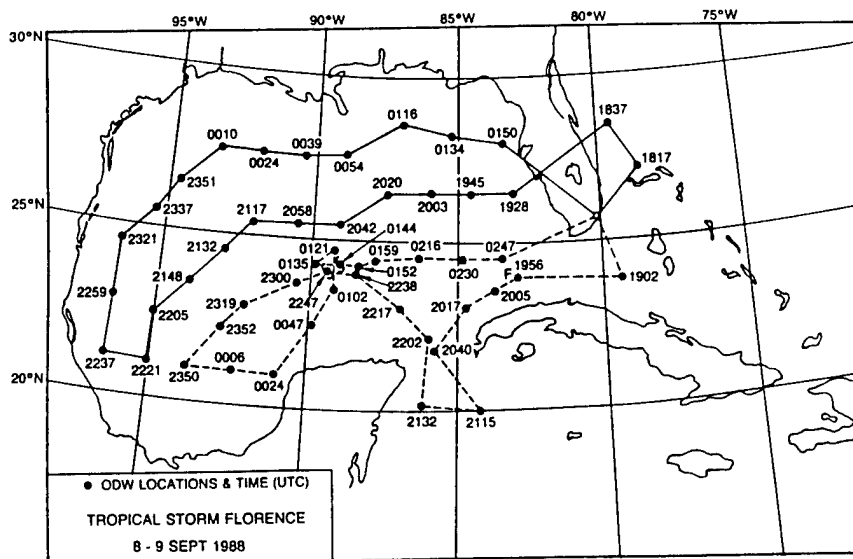 95°W 90°W 85°W 80°W 75°W
30°N
1837
0116
0010 0039 0150
0024 0054 0134
1817
2351
2020 1945
2337 2117 2058 2003 1928
25°N
2042 0144
2321 2132 0121 0159 0216 0247
0135 0230 1956
2148 2300 0152 F 1902
2259 2238 2005
2247 0102
2319 2217 2017
2205 2352 0047
2202
0006 2040
2237 2221 2350 0024
20°N
2132 2115
● ODW LOCATIONS & TIME (UTC)
TROPICAL STORM FLORENCE
8 - 9 SEPT 1988